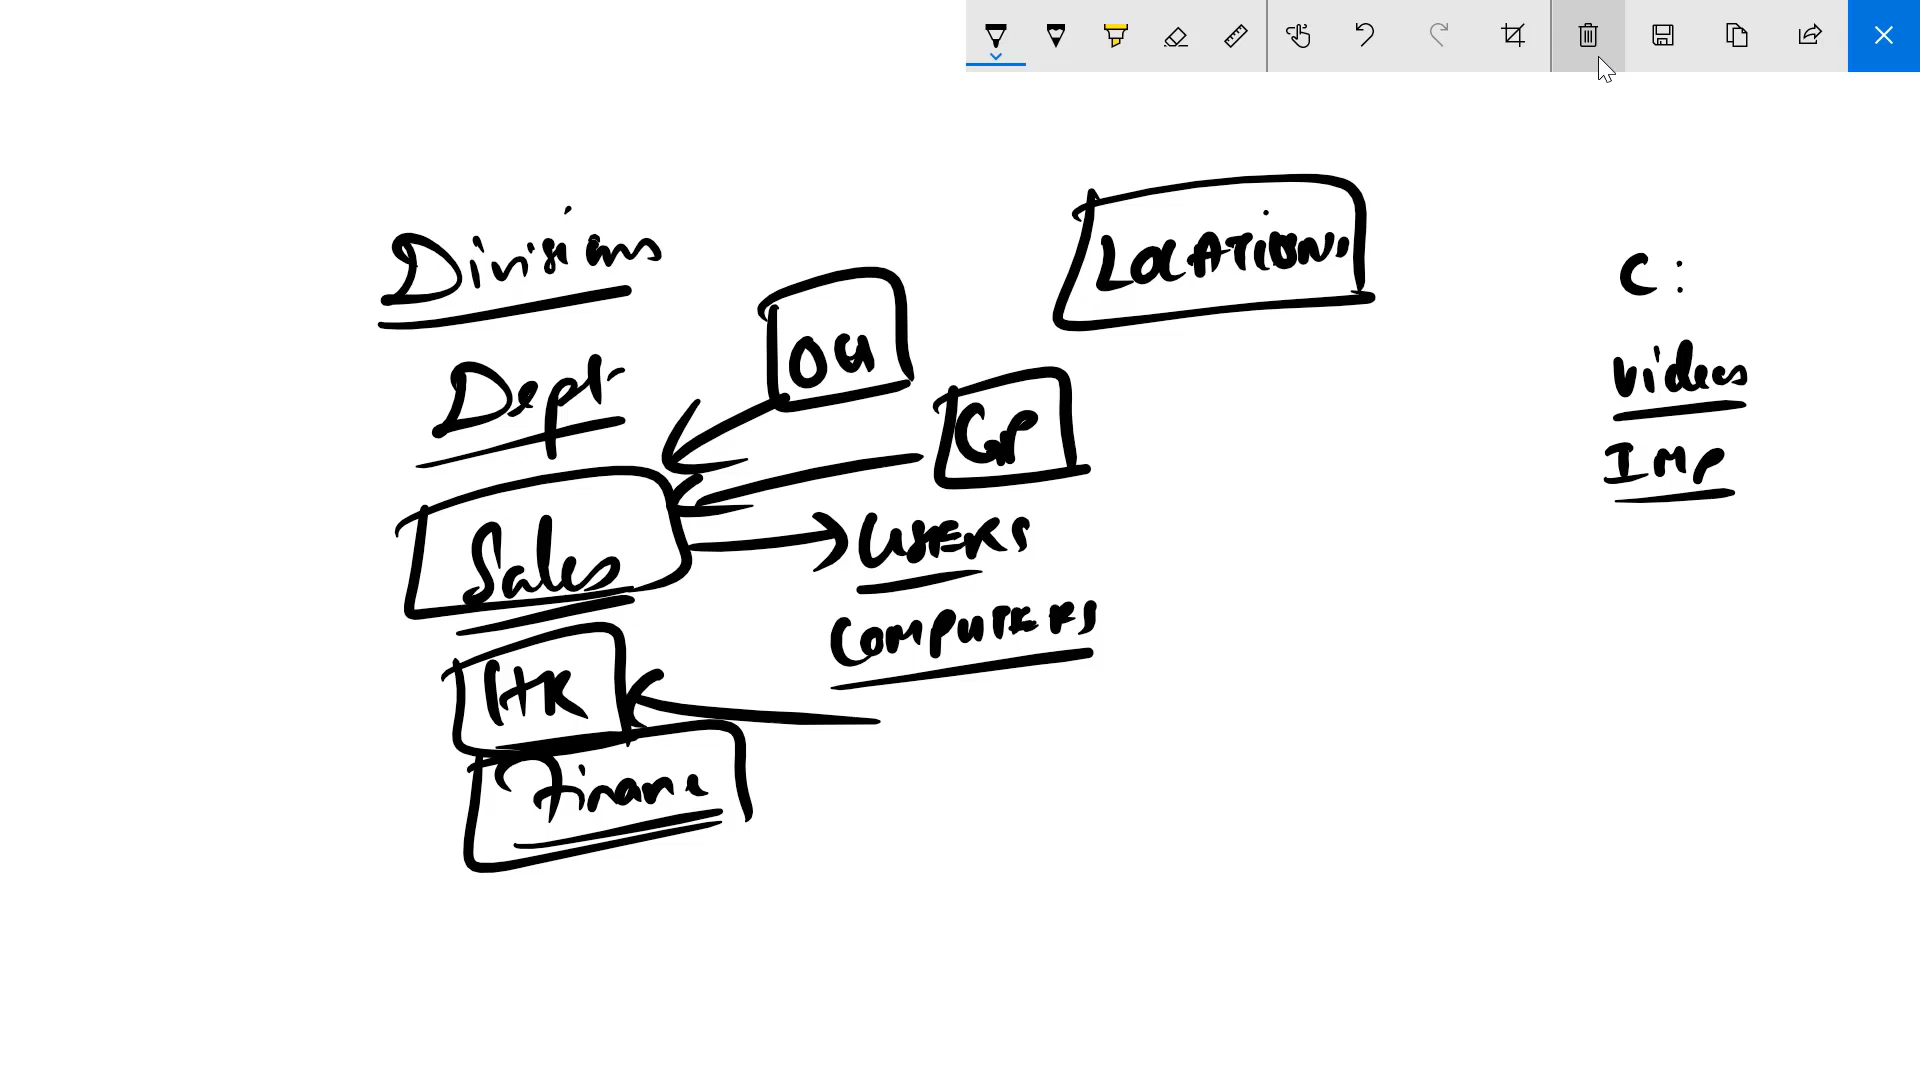 Divisions
Dept
Sales
HR
Finance
OU
GP
USERS
COMPUTERS
LOCATIONS
C:
Videos
IMP